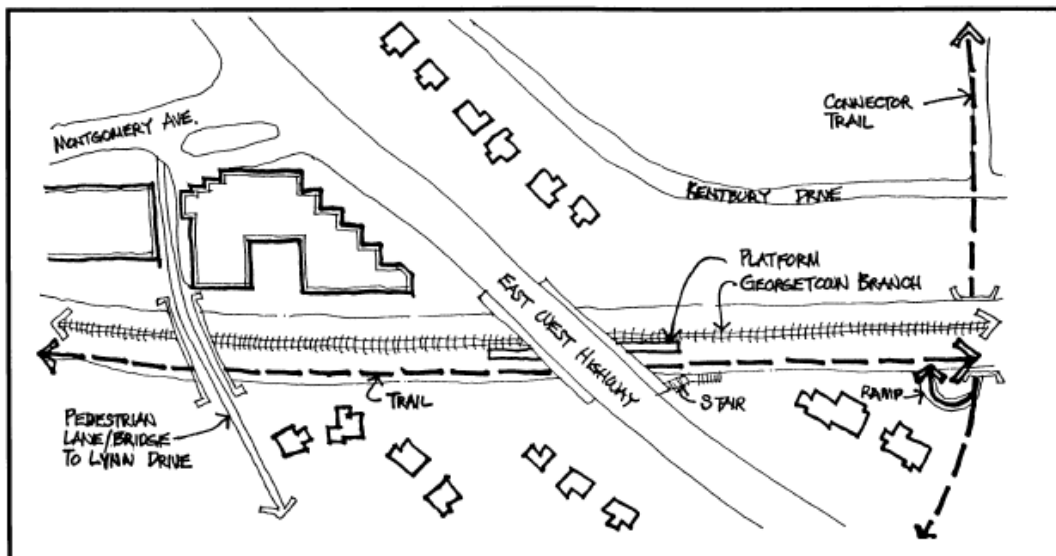 MONTGOMERY AVE.
CONNECTOR
TRAIL
KENTBURY DRIVE
PLATFORM
GEORGETOWN BRANCH
EAST WEST HIGHWAY
TRAIL
STAIR
RAMP
PEDESTRIAN
LANE/BRIDGE
TO LYNN DRIVE